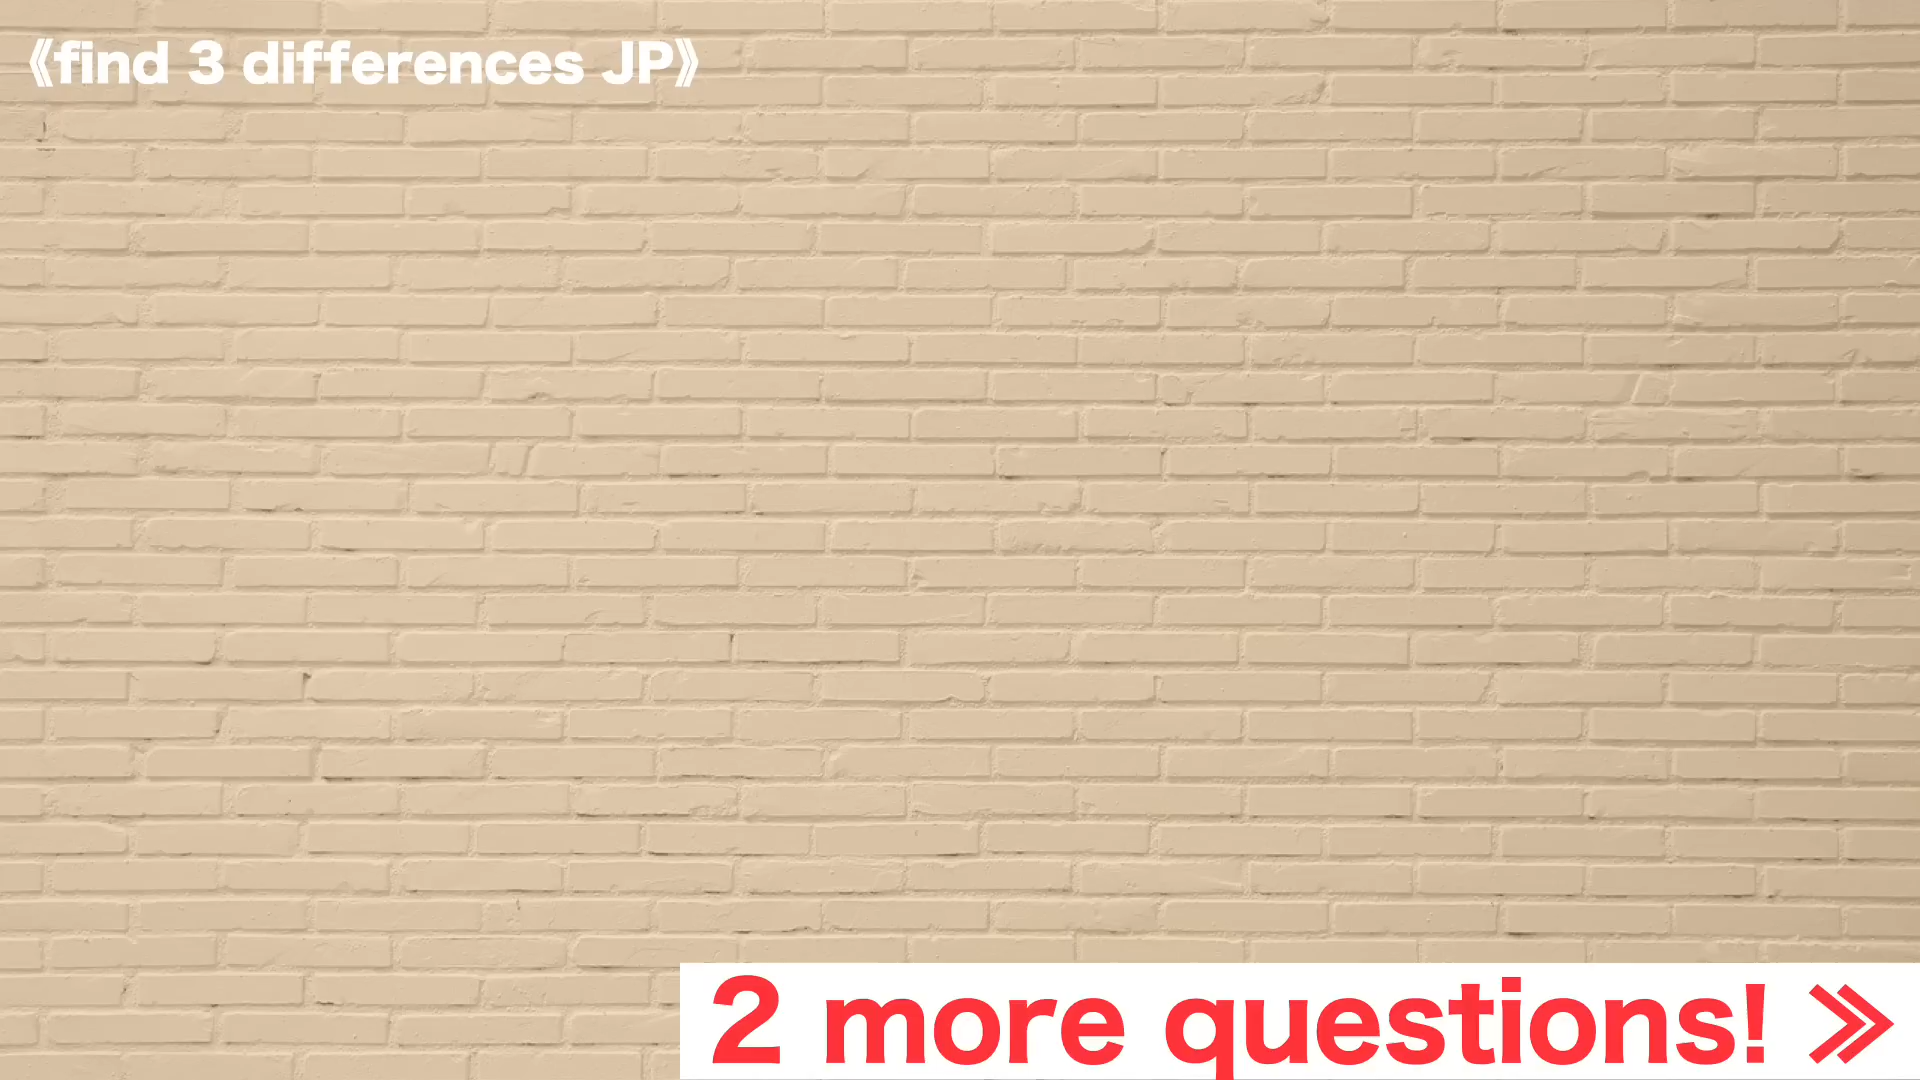 《find 3 differences JP》
2 more questions! »